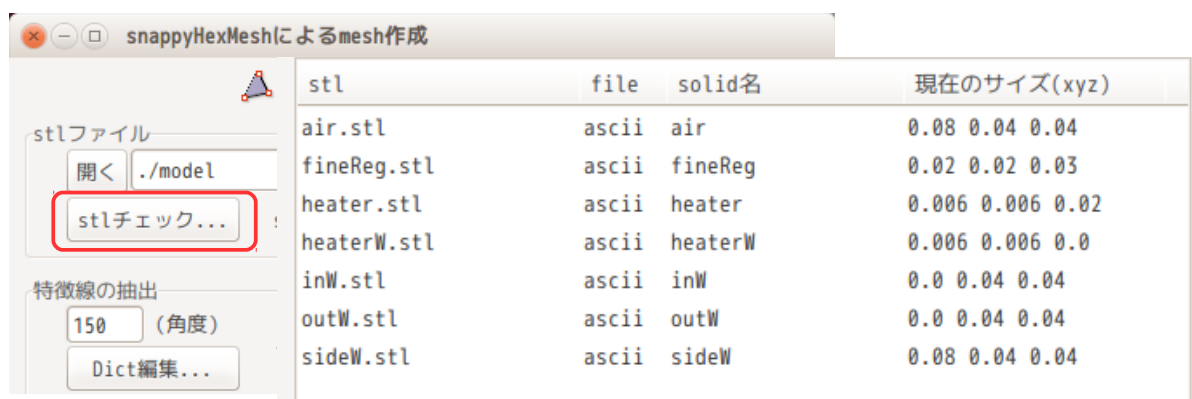 snappyHexMeshによるmesh作成
stlファイル
開く ./model
stlチェック...
特徴線の抽出
150 (角度)
Dict編集...
stl file solid名 現在のサイズ(xyz)
air.stl ascii air 0.08 0.04 0.04
fineReg.stl ascii fineReg 0.02 0.02 0.03
heater.stl ascii heater 0.006 0.006 0.02
heaterW.stl ascii heaterW 0.006 0.006 0.0
inW.stl ascii inW 0.0 0.04 0.04
outW.stl ascii outW 0.0 0.04 0.04
sideW.stl ascii sideW 0.08 0.04 0.04